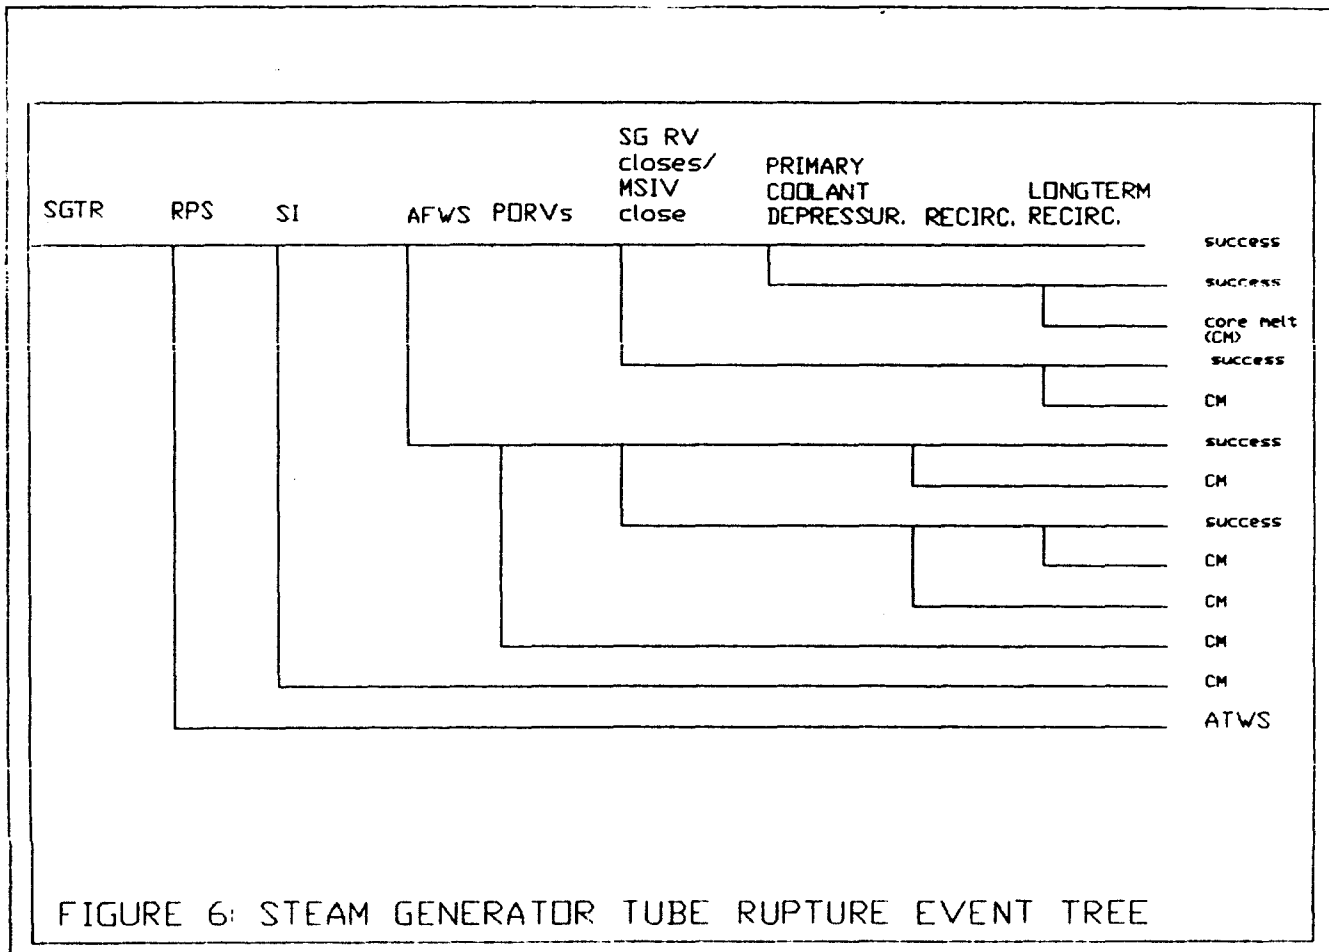 SG RV
closes/
MSIV
close
PRIMARY
COOLANT
DEPRESSUR.
LONGTERM
RECIRC.
SGTR RPS SI AFWS PORVs RECIRC.
success
success
core melt
(CM)
success
CM
success
CM
success
CM
CM
CM
CM
ATWS
FIGURE 6: STEAM GENERATOR TUBE RUPTURE EVENT TREE